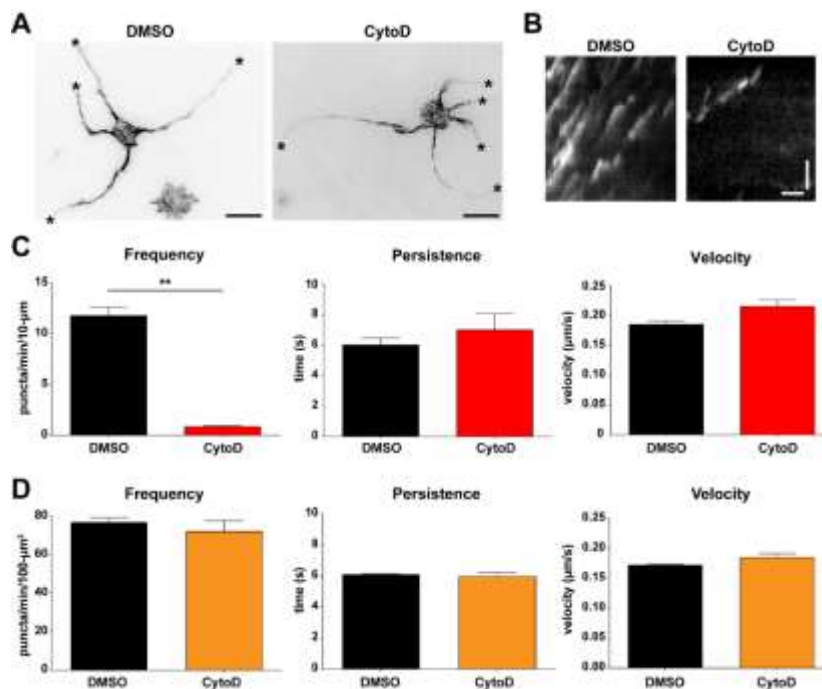 A
DMSO
CytoD
B
DMSO
CytoD
*
*
*
*
*
*
*
*
*
C
Frequency
Persistence
Velocity
puncta/min/10-μm
15
10
5
0
**
DMSO
CytoD
time (s)
10
8
6
4
2
0
DMSO
CytoD
velocity (μm/s)
0.25
0.20
0.15
0.10
0.05
0
DMSO
CytoD
D
Frequency
Persistence
Velocity
puncta/min/100-μm²
80
60
40
20
0
DMSO
CytoD
time (s)
10
8
6
4
2
0
DMSO
CytoD
velocity (μm/s)
0.25
0.20
0.15
0.10
0.05
0.00
DMSO
CytoD